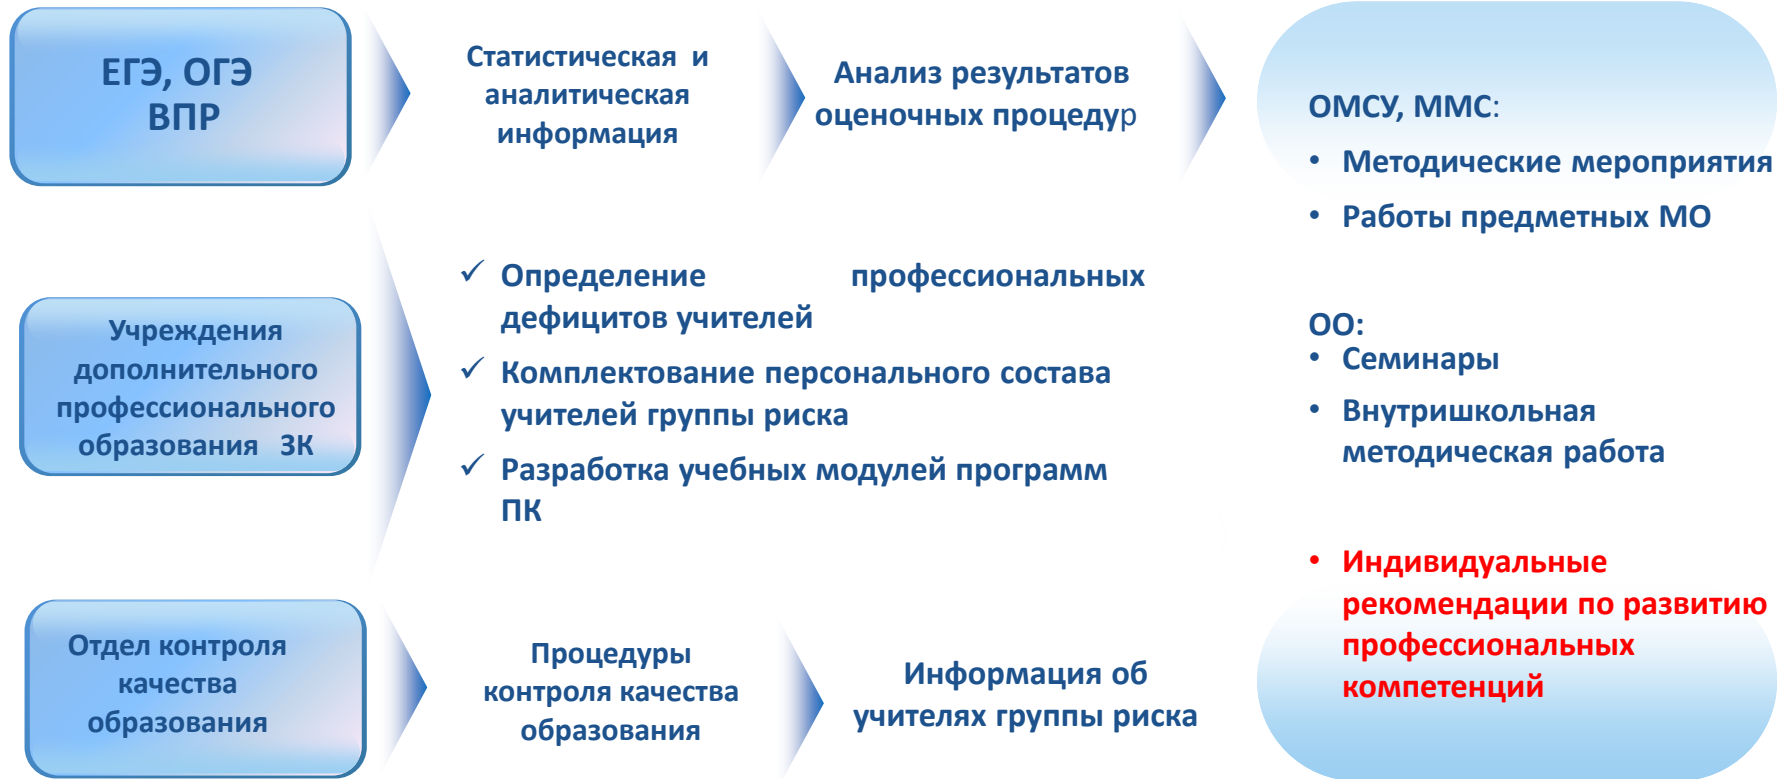 ЕГЭ, ОГЭ
ВПР
Статистическая и
аналитическая
информация
Анализ результатов
оценочных процедур
ОМСУ, ММС:
• Методические мероприятия
• Работы предметных МО
Учреждения
дополнительного
профессионального
образования ЗК
✓ Определение профессиональных
дефицитов учителей
✓ Комплектование персонального состава
учителей группы риска
✓ Разработка учебных модулей программ
ПК
ОО:
• Семинары
• Внутришкольная
методическая работа
• Индивидуальные
рекомендации по развитию
профессиональных
компетенций
Отдел контроля
качества
образования
Процедуры
контроля качества
образования
Информация об
учителях группы риска